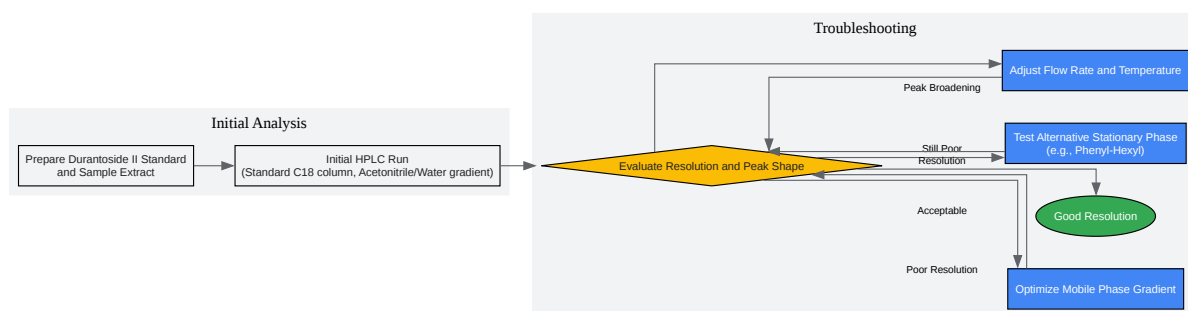 Troubleshooting
Initial Analysis
Prepare Durantoside II Standard
and Sample Extract
Initial HPLC Run
(Standard C18 column, Acetonitrile/Water gradient)
Evaluate Resolution and Peak Shape
Adjust Flow Rate and Temperature
Peak Broadening
Test Alternative Stationary Phase
(e.g., Phenyl-Hexyl)
Still Poor
Resolution
Good Resolution
Acceptable
Poor Resolution
Optimize Mobile Phase Gradient